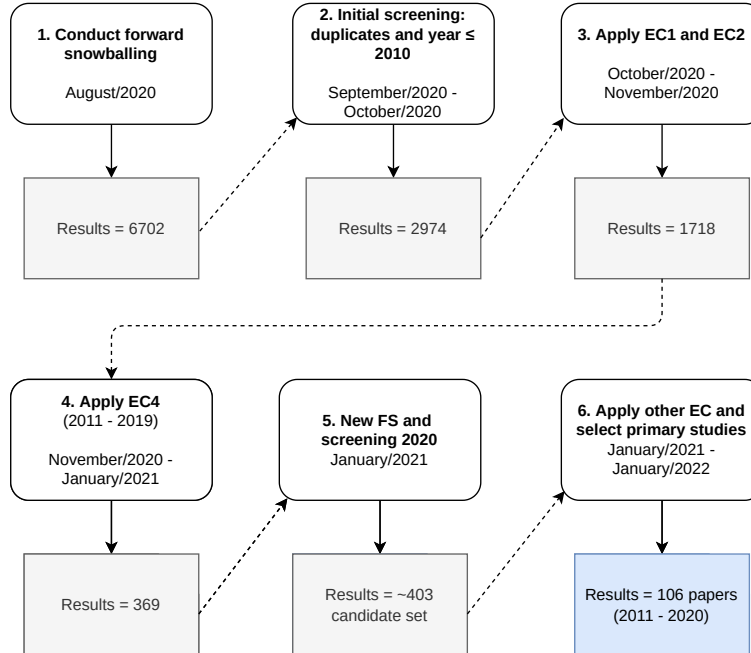 1. Conduct forward
snowballing
August/2020
Results = 6702
2. Initial screening:
duplicates and year ≤
2010
September/2020 -
October/2020
Results = 2974
3. Apply EC1 and EC2
October/2020 -
November/2020
Results = 1718
4. Apply EC4
(2011 - 2019)
November/2020 -
January/2021
Results = 369
5. New FS and
screening 2020
January/2021
Results = ~403
candidate set
6. Apply other EC and
select primary studies
January/2021 -
January/2022
Results = 106 papers
(2011 - 2020)